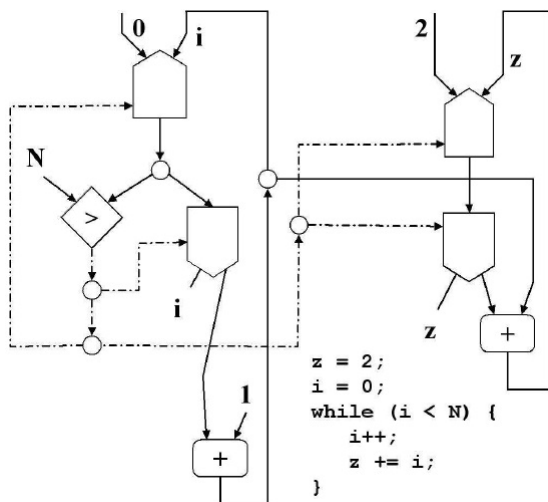 0 i
2 z
N
>
i
z
+
1
+
z = 2;
i = 0;
while (i < N) {
i++;
z += i;
}